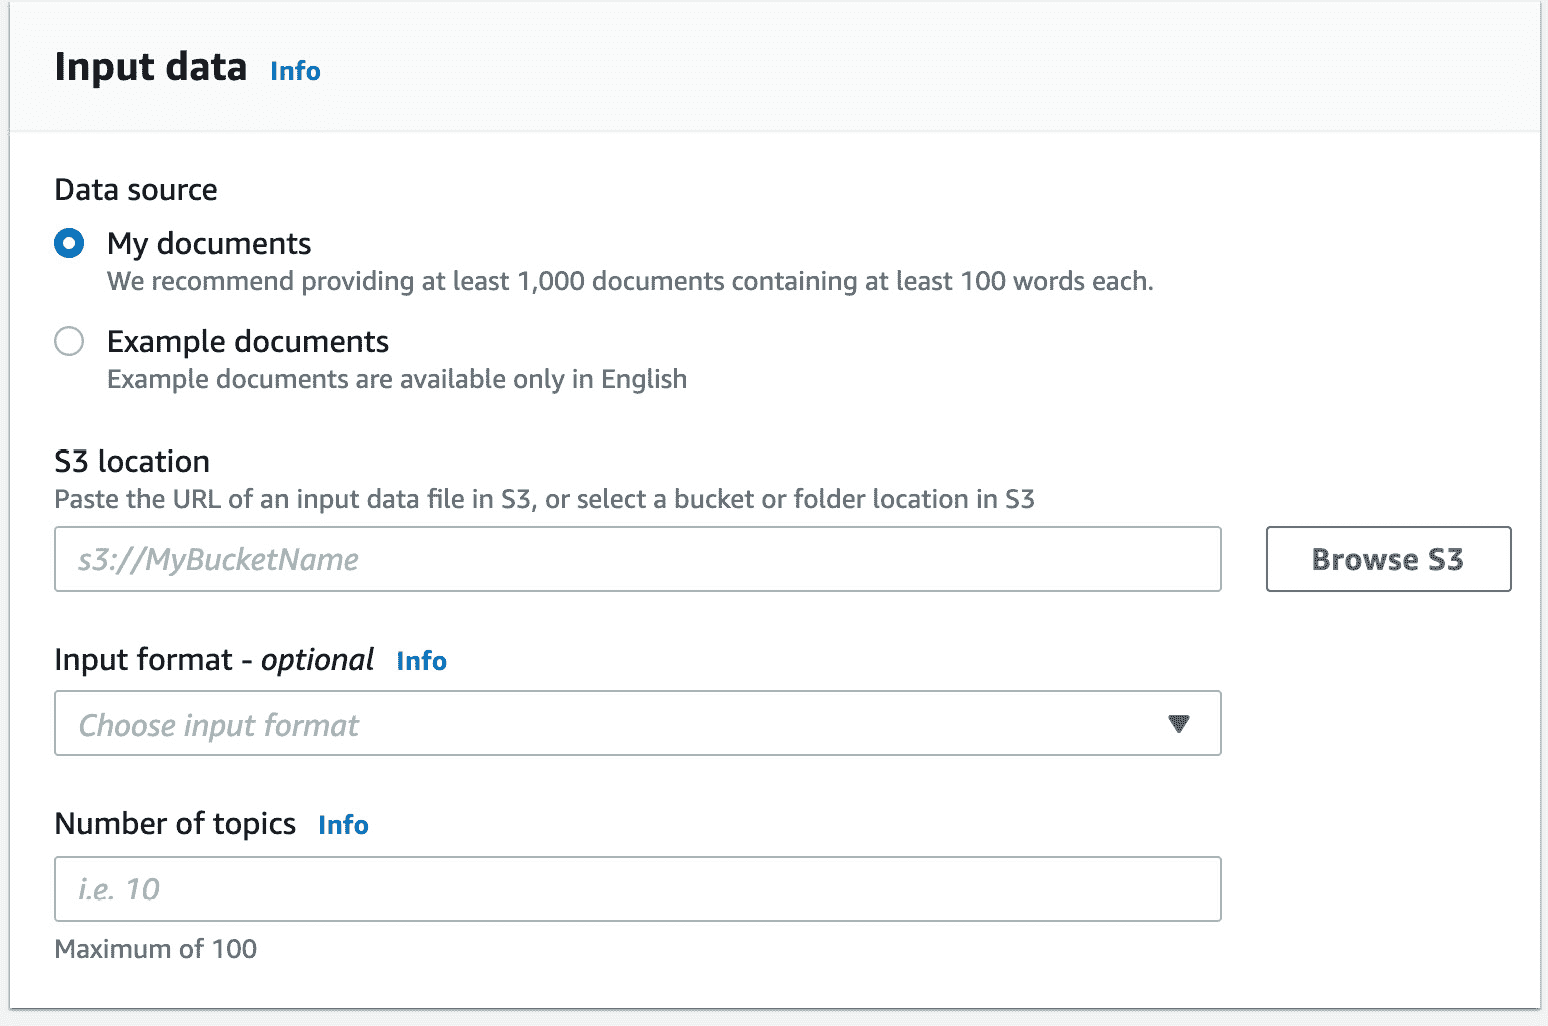 Input data Info
Data source
My documents
We recommend providing at least 1,000 documents containing at least 100 words each.
Example documents
Example documents are available only in English
S3 location
Paste the URL of an input data file in S3, or select a bucket or folder location in S3
s3://MyBucketName
Browse S3
Input format - optional Info
Choose input format
Number of topics Info
i.e. 10
Maximum of 100